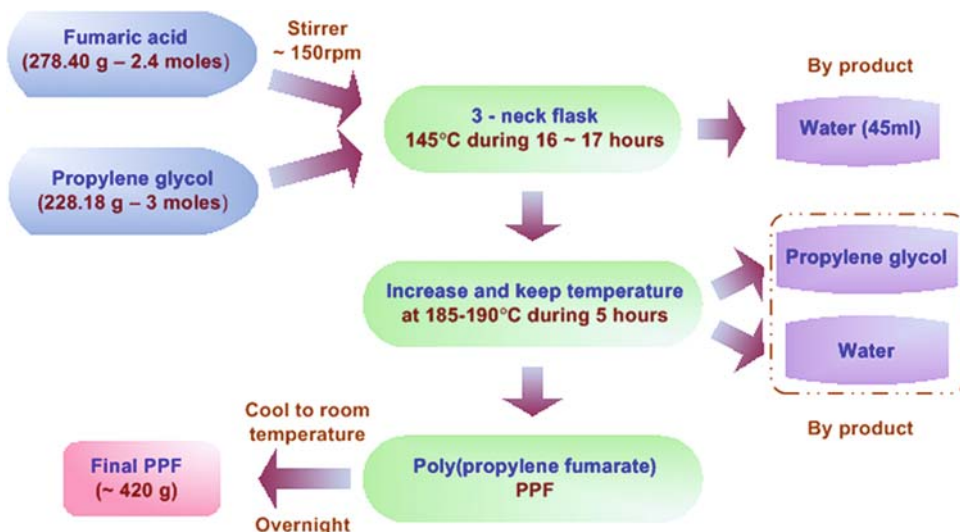 Fumaric acid
(278.40 g – 2.4 moles)
Stirrer
~ 150rpm
Propylene glycol
(228.18 g – 3 moles)
3 - neck flask
145°C during 16 ~ 17 hours
By product
Water (45ml)
Increase and keep temperature
at 185-190°C during 5 hours
Propylene glycol
Water
By product
Poly(propylene fumarate)
PPF
Cool to room
temperature
Overnight
Final PPF
(~ 420 g)